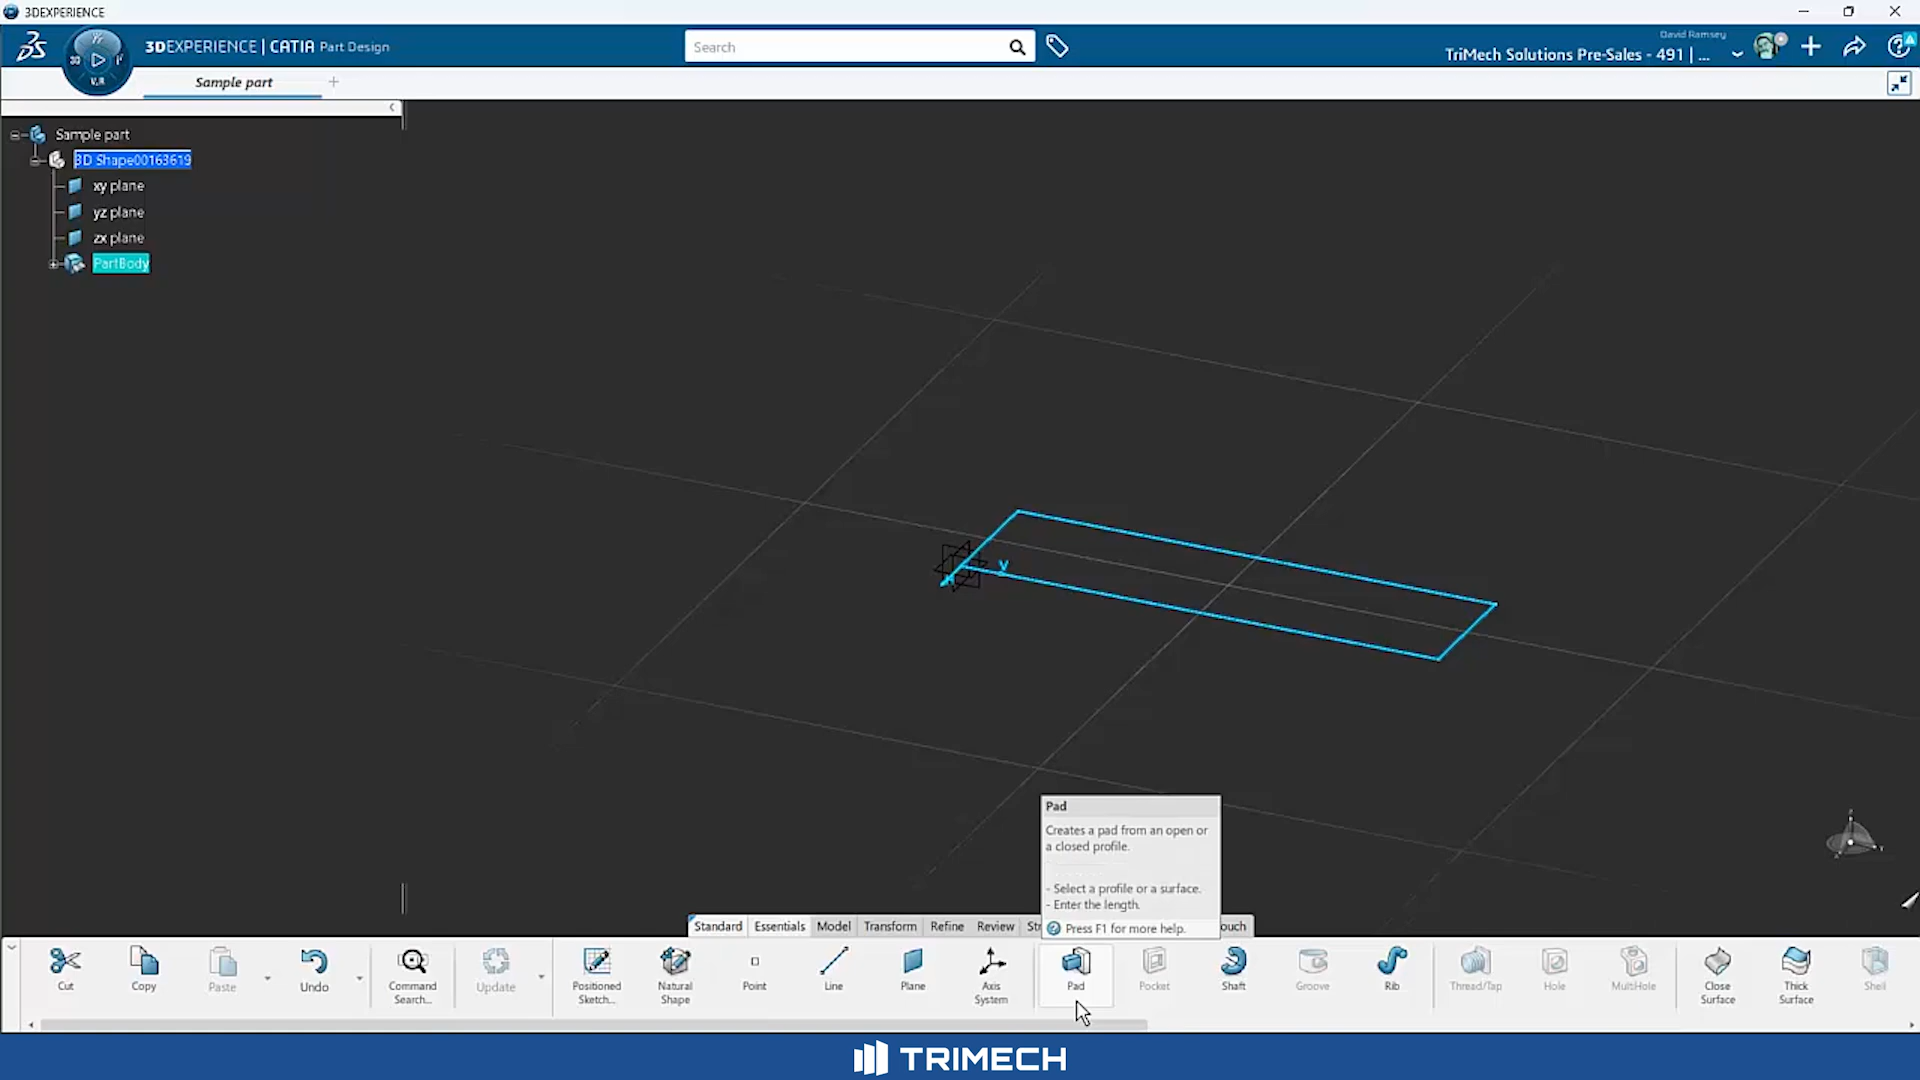 3DEXPERIENCE
3DEXPERIENCE | CATIA Part Design
Search
David Ramsey
TriMech Solutions Pre-Sales - 491 | ...
3D
V.R
Sample part
Sample part
3D Shape00163619
xy plane
yz plane
zx plane
PartBody
V
Pad
Creates a pad from an open or
a closed profile.
- Select a profile or a surface.
- Enter the length.
Press F1 for more help.
Standard Essentials Model Transform Refine Review
Cut
Copy
Paste
Undo
Command
Search...
Update
Positioned
Sketch...
Natural
Shape
Point
Line
Plane
Axis
System
Pad
Pocket
Shaft
Groove
Rib
Thread/Tap
Hole
MultiHole
Close
Surface
Thick
Surface
Shell
TRIMECH